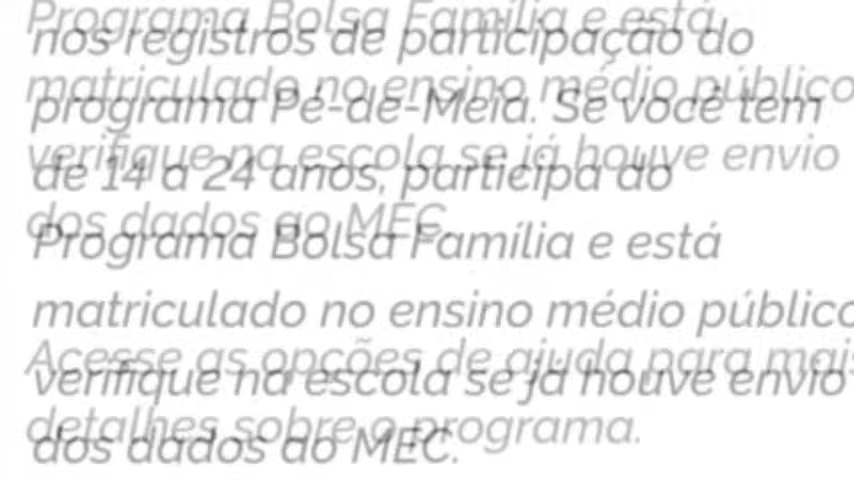 Programa Bolsa Família e está
nos registros de participação do
matriculado no ensino médio público
programa Pé-de-Meia. Se você tem
verifique na escola se já houve envio
de 14 a 24 anos, participa do
dos dados ao MEC.
Programa Bolsa Família e está
matriculado no ensino médio público
Acesse as opções de ajuda para mais
verifique na escola se já houve envio
detalhes sobre o programa.
dos dados ao MEC.